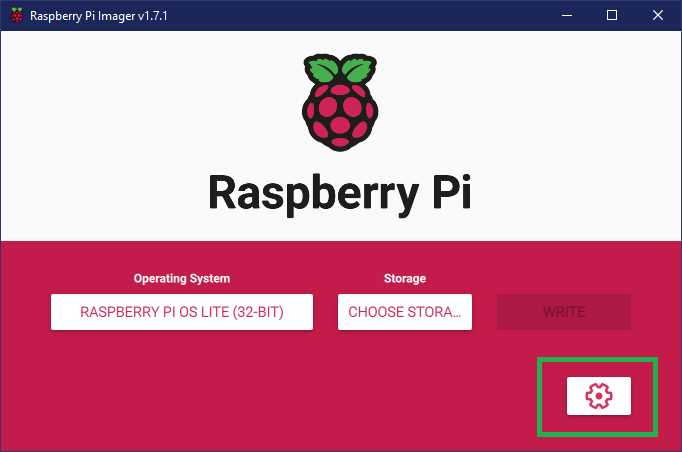 Raspberry Pi Imager v1.7.1
Raspberry Pi
Operating System
Storage
RASPBERRY PI OS LITE (32-BIT)
CHOOSE STORA...
WRITE